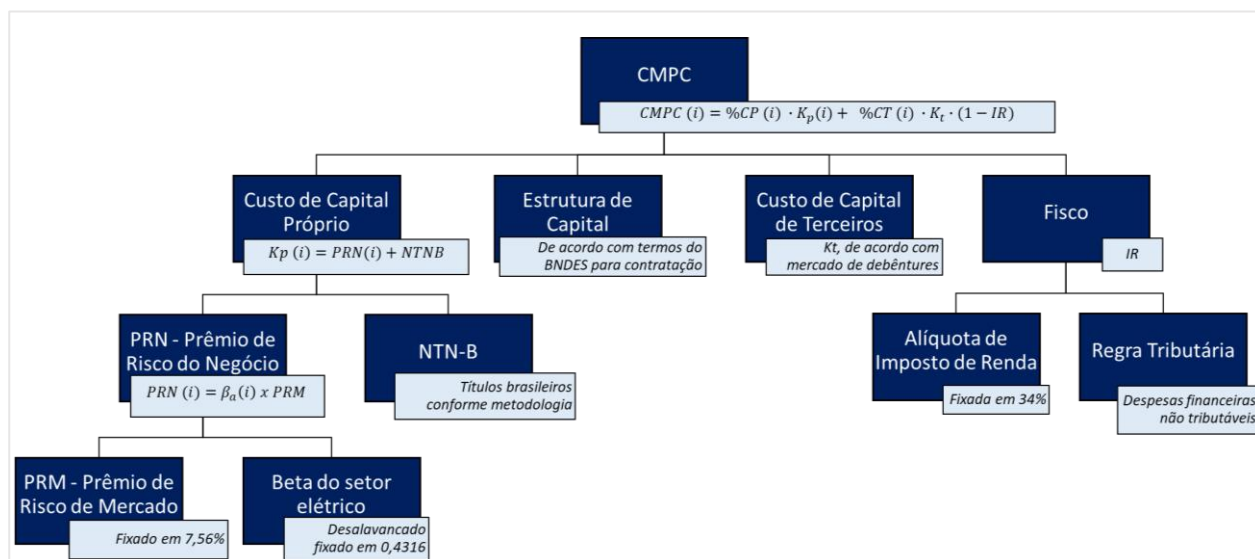 CMPC
CMPC (i) = %CP (i) · Kₚ(i) + %CT (i) · Kₜ · (1 − IR)
Custo de Capital
Próprio
Kp (i) = PRN(i) + NTNB
Estrutura de
Capital
De acordo com termos do
BNDES para contratação
Custo de Capital
de Terceiros
Kt, de acordo com
mercado de debêntures
Fisco
IR
PRN - Prêmio de
Risco do Negócio
PRN (i) = βₐ(i) x PRM
NTN-B
Títulos brasileiros
conforme metodologia
Alíquota de
Imposto de Renda
Fixada em 34%
Regra Tributária
Despesas financeiras
não tributáveis
PRM - Prêmio de
Risco de Mercado
Fixado em 7,56%
Beta do setor
elétrico
Desalavancado
fixado em 0,4316